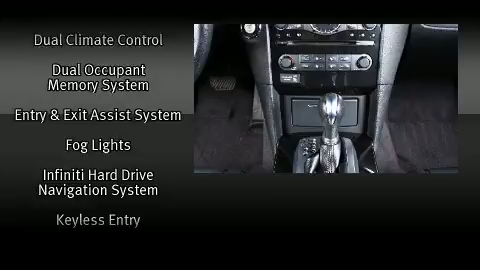 Dual Climate Control
Dual Occupant
Memory System
Entry & Exit Assist System
Fog Lights
Infiniti Hard Drive
Navigation System
Keyless Entry